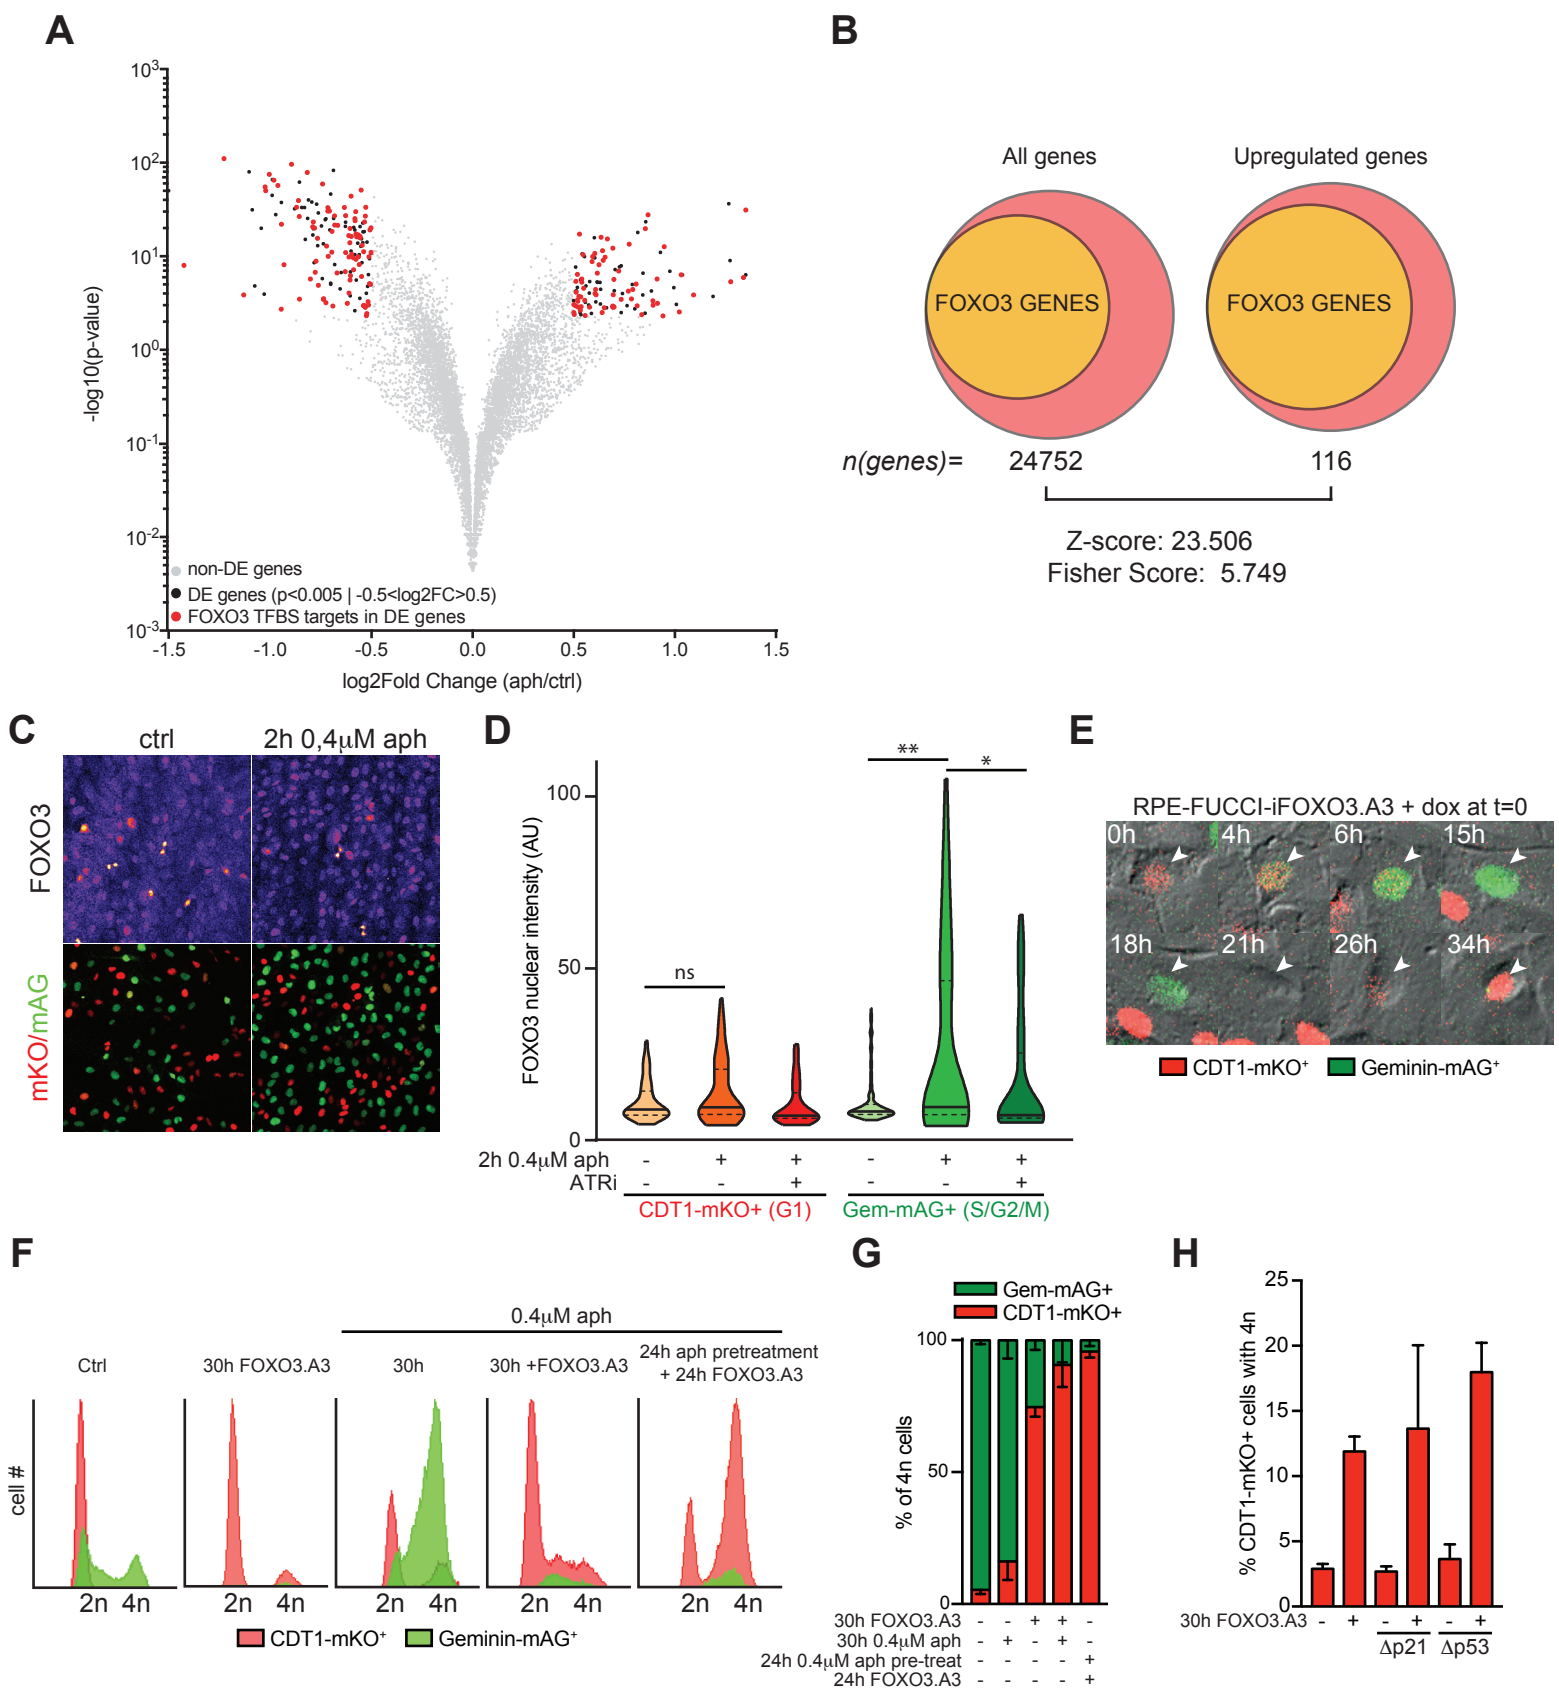 A
10³
10²
10¹
10⁰
10⁻¹
10⁻²
10⁻³
-log10(p-value)
non-DE genes
DE genes (p<0.005 | -0.5<log2FC>0.5)
FOXO3 TFBS targets in DE genes
-1.5 -1.0 -0.5 0.0 0.5 1.0 1.5
log2Fold Change (aph/ctrl)
B
All genes Upregulated genes
FOXO3 GENES FOXO3 GENES
n(genes)= 24752 116
Z-score: 23.506
Fisher Score: 5.749
C
ctrl 2h 0,4μM aph
FOXO3
mKO/mAG
D
FOXO3 nuclear intensity (AU)
100
50
0
ns ** *
2h 0.4μM aph - + + - + +
ATRi - - + - - +
CDT1-mKO+ (G1) Gem-mAG+ (S/G2/M)
E
RPE-FUCCI-iFOXO3.A3 + dox at t=0
0h 4h 6h 15h
18h 21h 26h 34h
CDT1-mKO⁺ Geminin-mAG⁺
F
0.4μM aph
Ctrl 30h FOXO3.A3 30h 30h +FOXO3.A3 24h aph pretreatment
+ 24h FOXO3.A3
cell #
2n 4n 2n 4n 2n 4n 2n 4n 2n 4n
CDT1-mKO⁺ Geminin-mAG⁺
G
Gem-mAG+
CDT1-mKO+
% of 4n cells
100
50
0
30h FOXO3.A3 - - + + -
30h 0.4μM aph - + - + -
24h 0.4μM aph pre-treat - - - - +
24h FOXO3.A3 - - - - +
H
% CDT1-mKO+ cells with 4n
25
20
15
10
5
0
30h FOXO3.A3 - + - + - +
Δp21 Δp53